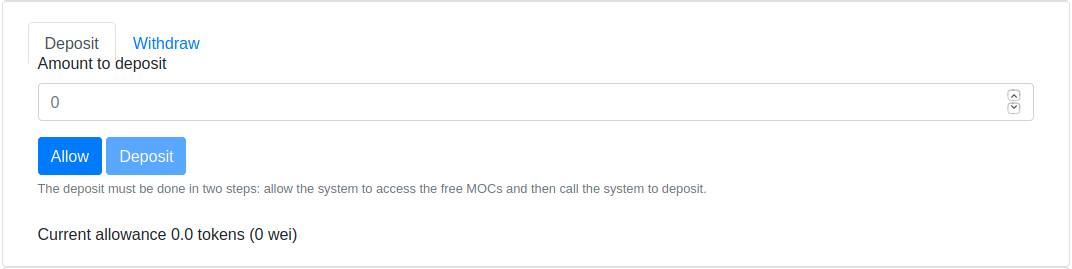 Deposit Withdraw
Amount to deposit
0
Allow Deposit
The deposit must be done in two steps: allow the system to access the free MOCs and then call the system to deposit.
Current allowance 0.0 tokens (0 wei)